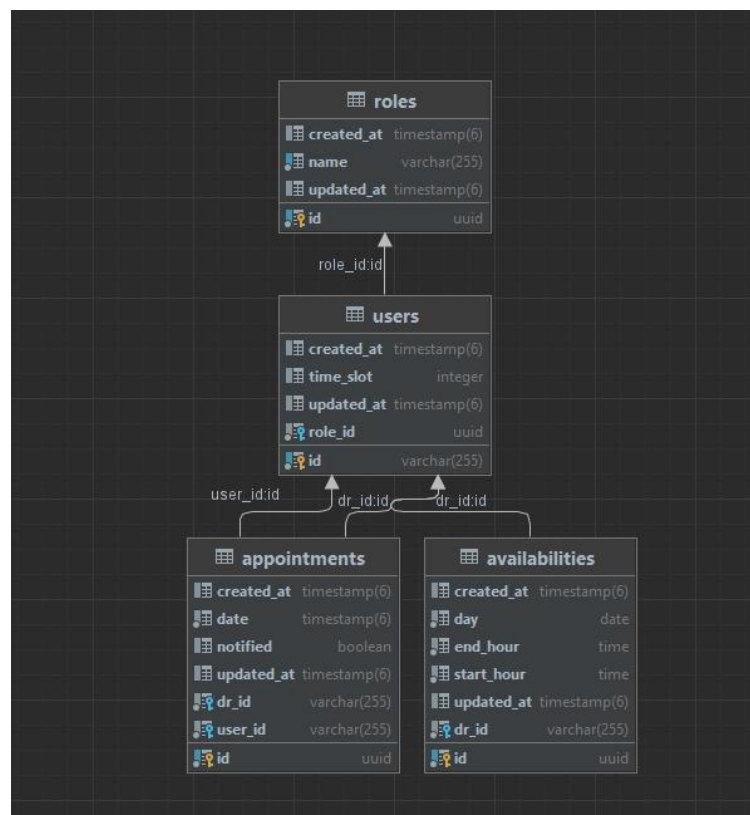 roles
created_at timestamp(6)
name varchar(255)
updated_at timestamp(6)
id uuid
role_id:id
users
created_at timestamp(6)
time_slot integer
updated_at timestamp(6)
role_id uuid
id varchar(255)
user_id:id
dr_id:id
dr_id:id
appointments
created_at timestamp(6)
date timestamp(6)
notified boolean
updated_at timestamp(6)
dr_id varchar(255)
user_id varchar(255)
id uuid
availabilities
created_at timestamp(6)
day date
end_hour time
start_hour time
updated_at timestamp(6)
dr_id varchar(255)
id uuid